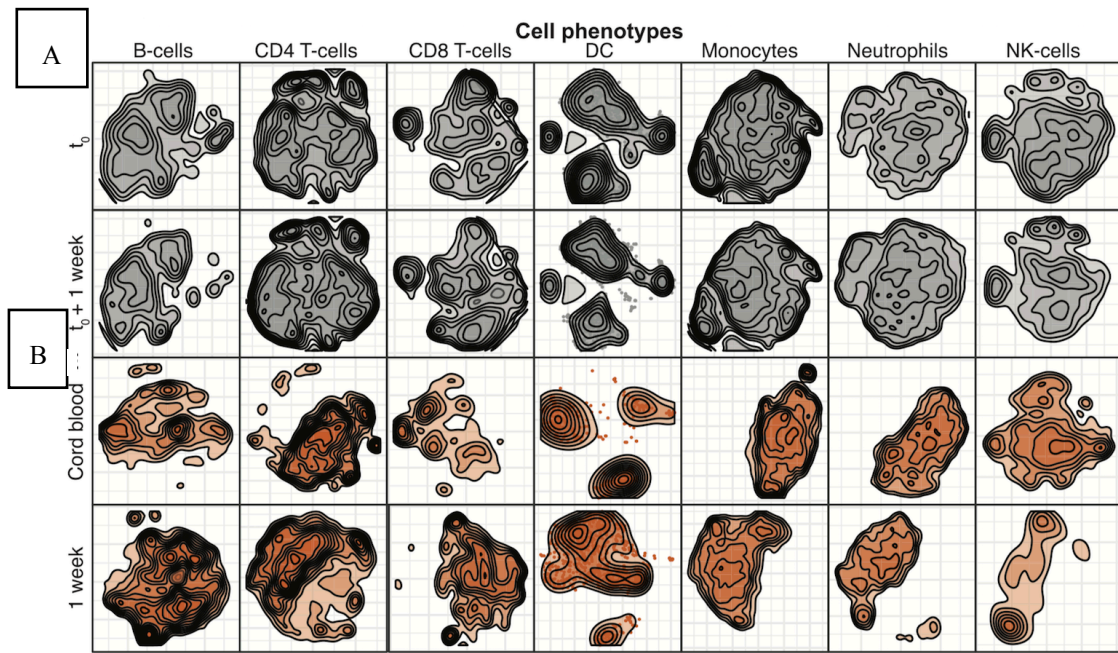 A
Cell phenotypes
B-cells CD4 T-cells CD8 T-cells DC Monocytes Neutrophils NK-cells
t0
t0 + 1 week
B
Cord blood
1 week